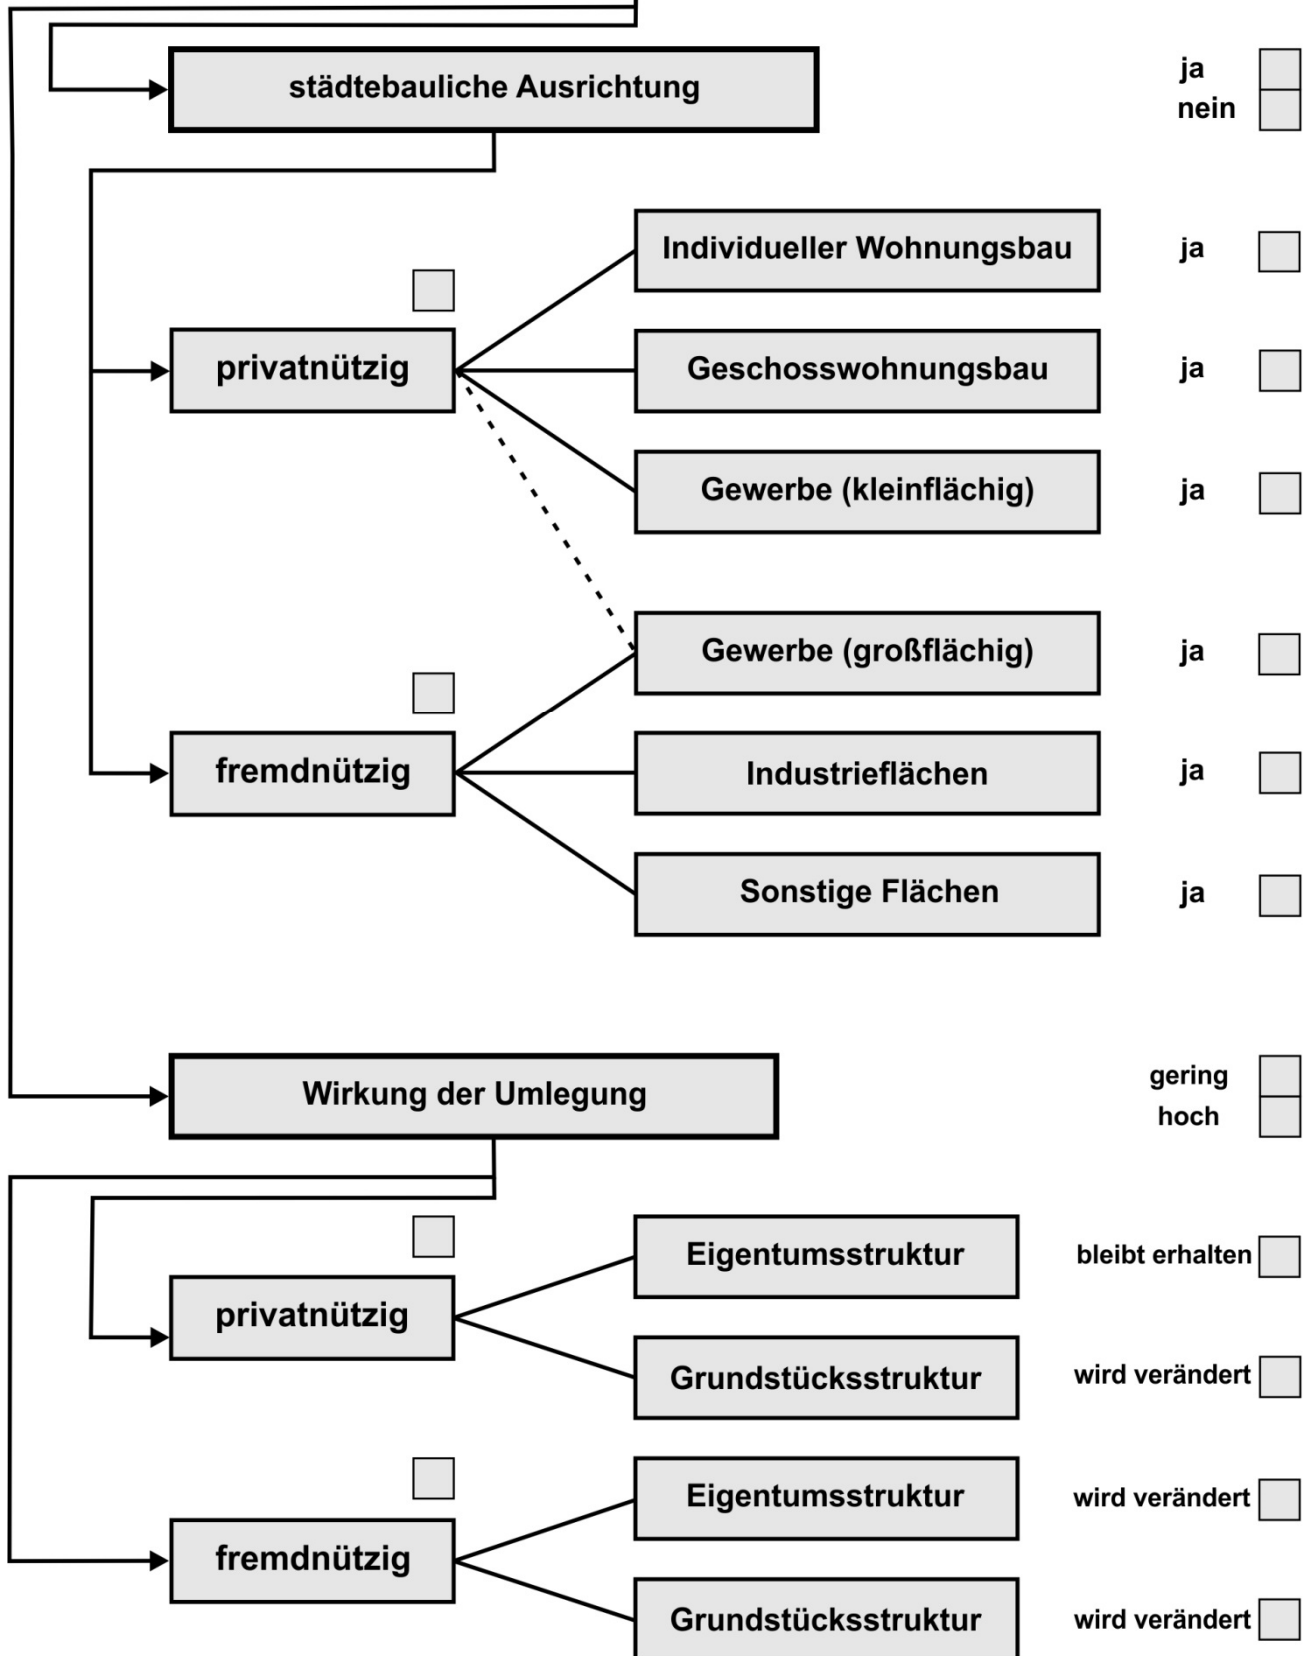 städtebauliche Ausrichtung
ja
nein
Individueller Wohnungsbau
ja
privatnützig
Geschosswohnungsbau
ja
Gewerbe (kleinflächig)
ja
Gewerbe (großflächig)
ja
fremdnützig
Industrieflächen
ja
Sonstige Flächen
ja
Wirkung der Umlegung
gering
hoch
Eigentumsstruktur
bleibt erhalten
privatnützig
Grundstücksstruktur
wird verändert
Eigentumsstruktur
wird verändert
fremdnützig
Grundstücksstruktur
wird verändert